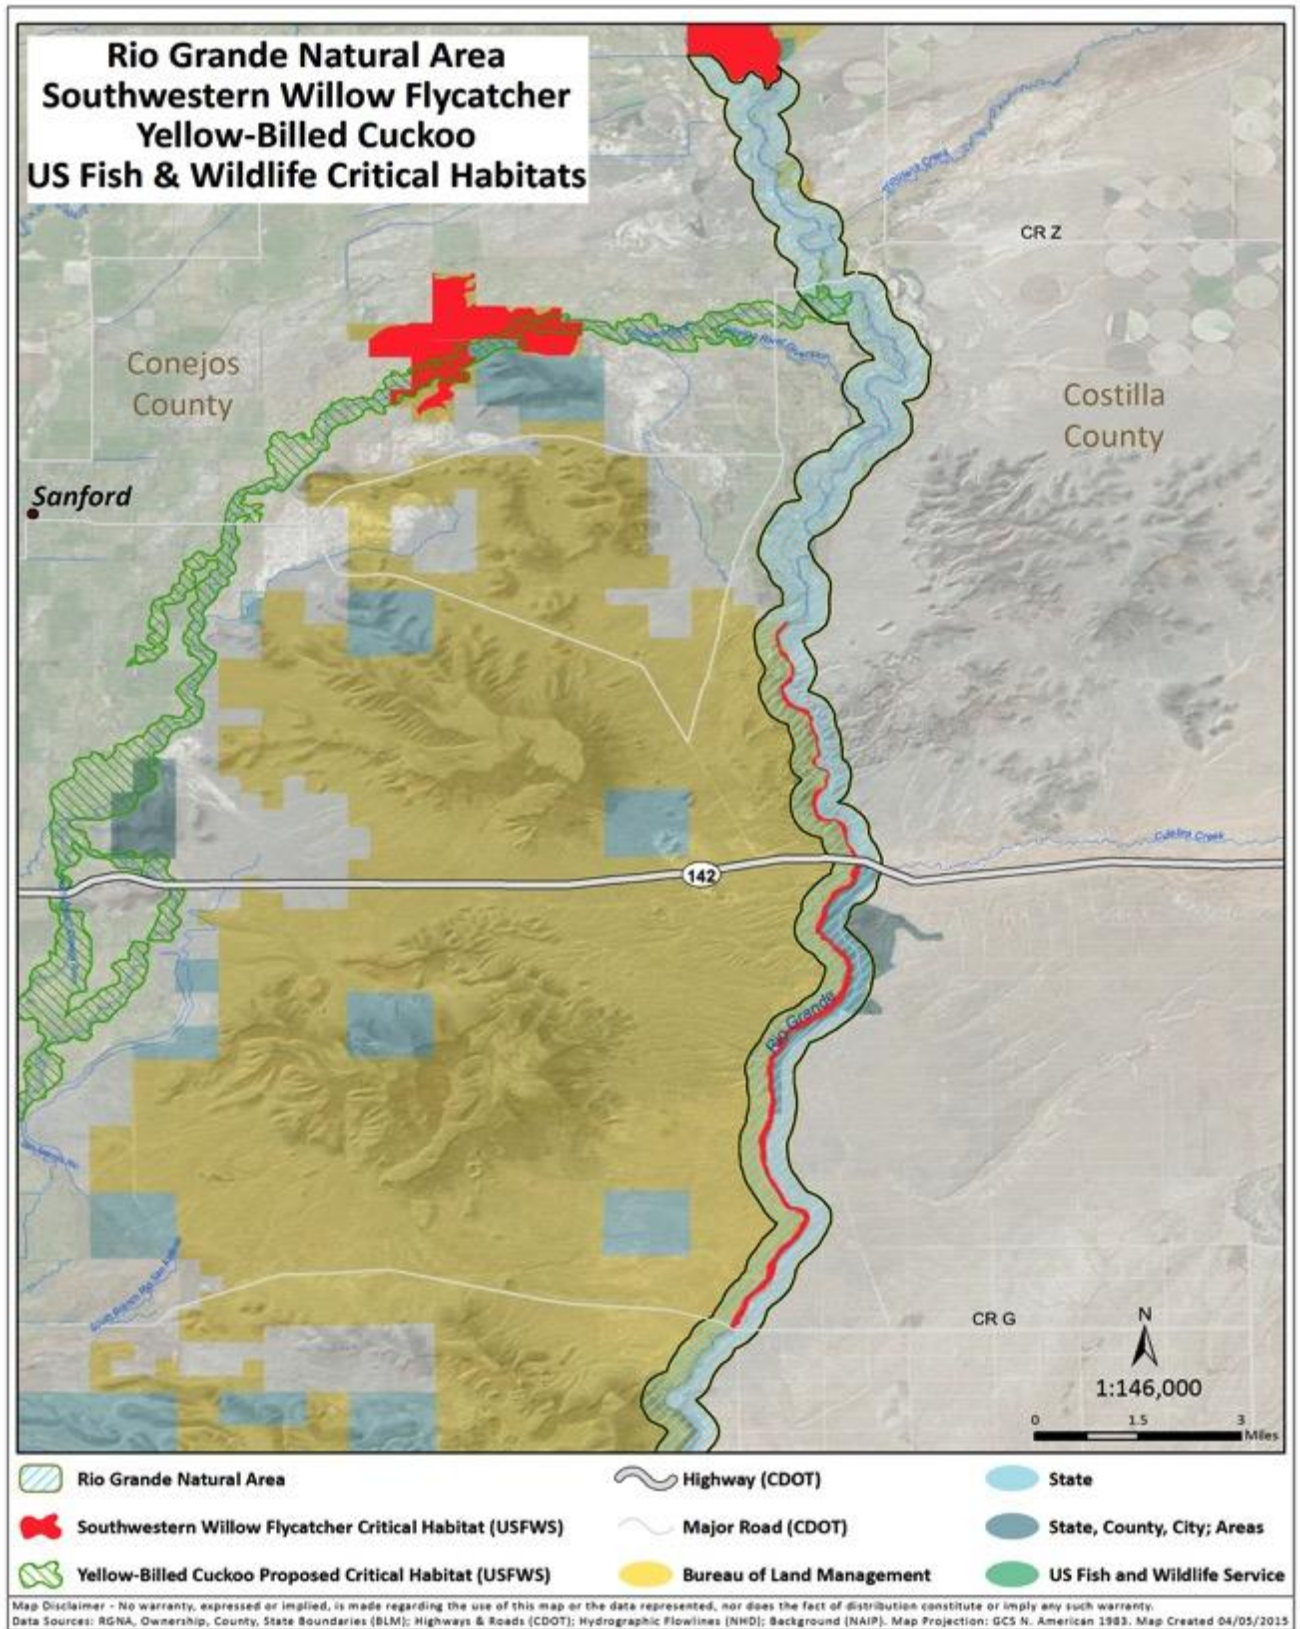 Rio Grande Natural Area
Southwestern Willow Flycatcher
Yellow-Billed Cuckoo
US Fish & Wildlife Critical Habitats
CR Z
Conejos
County
Costilla
County
Sanford
Culebra Creek
142
Rio Grande
CR G
N
1:146,000
0 1.5 3
Miles
Rio Grande Natural Area
Highway (CDOT)
State
Southwestern Willow Flycatcher Critical Habitat (USFWS)
Major Road (CDOT)
State, County, City; Areas
Yellow-Billed Cuckoo Proposed Critical Habitat (USFWS)
Bureau of Land Management
US Fish and Wildlife Service
Map Disclaimer - No warranty, expressed or implied, is made regarding the use of this map or the data represented, nor does the fact of distribution constitute or imply any such warranty.
Data Sources: RGNA, Ownership, County, State Boundaries (BLM); Highways & Roads (CDOT); Hydrographic Flowlines (NHD); Background (NAIP). Map Projection: GCS N. American 1983. Map Created 04/05/2015